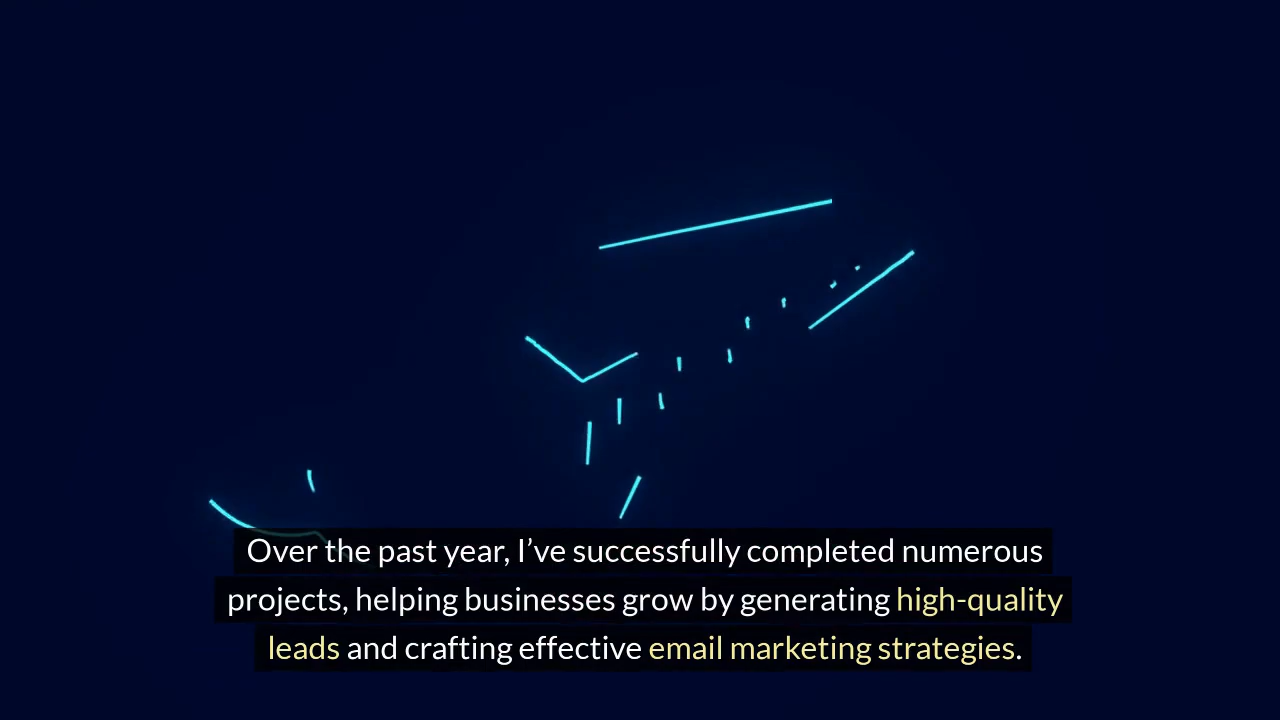 Over the past year, I’ve successfully completed numerous
projects, helping businesses grow by generating high-quality
leads and crafting effective email marketing strategies.